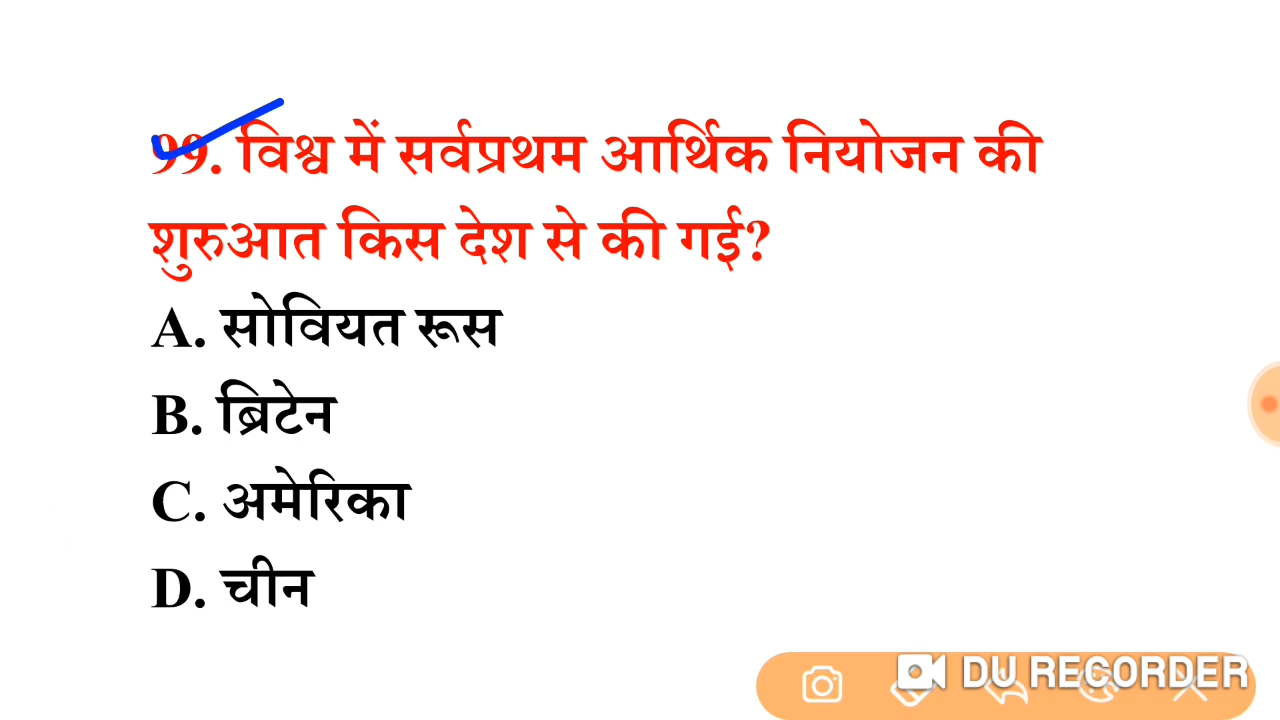 99. विश्व में सर्वप्रथम आर्थिक नियोजन की
शुरुआत किस देश से की गई?
A. सोवियत रूस
B. ब्रिटेन
C. अमेरिका
D. चीन
DU RECORDER